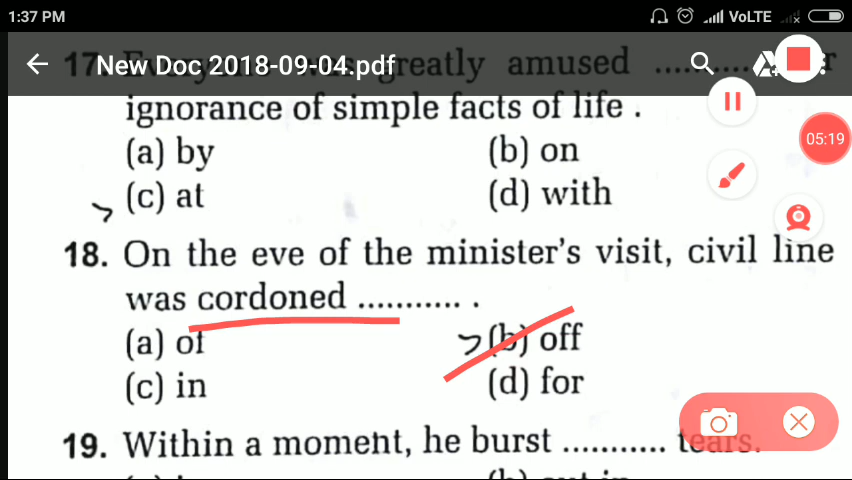 1:37 PM VoLTE
New Doc 2018-09-04.pdf
17. greatly amused ..........
ignorance of simple facts of life .
(a) by (b) on
(c) at (d) with
05:19
18. On the eve of the minister's visit, civil line
was cordoned ........... .
(a) of (b) off
(c) in (d) for
19. Within a moment, he burst ........... tears.